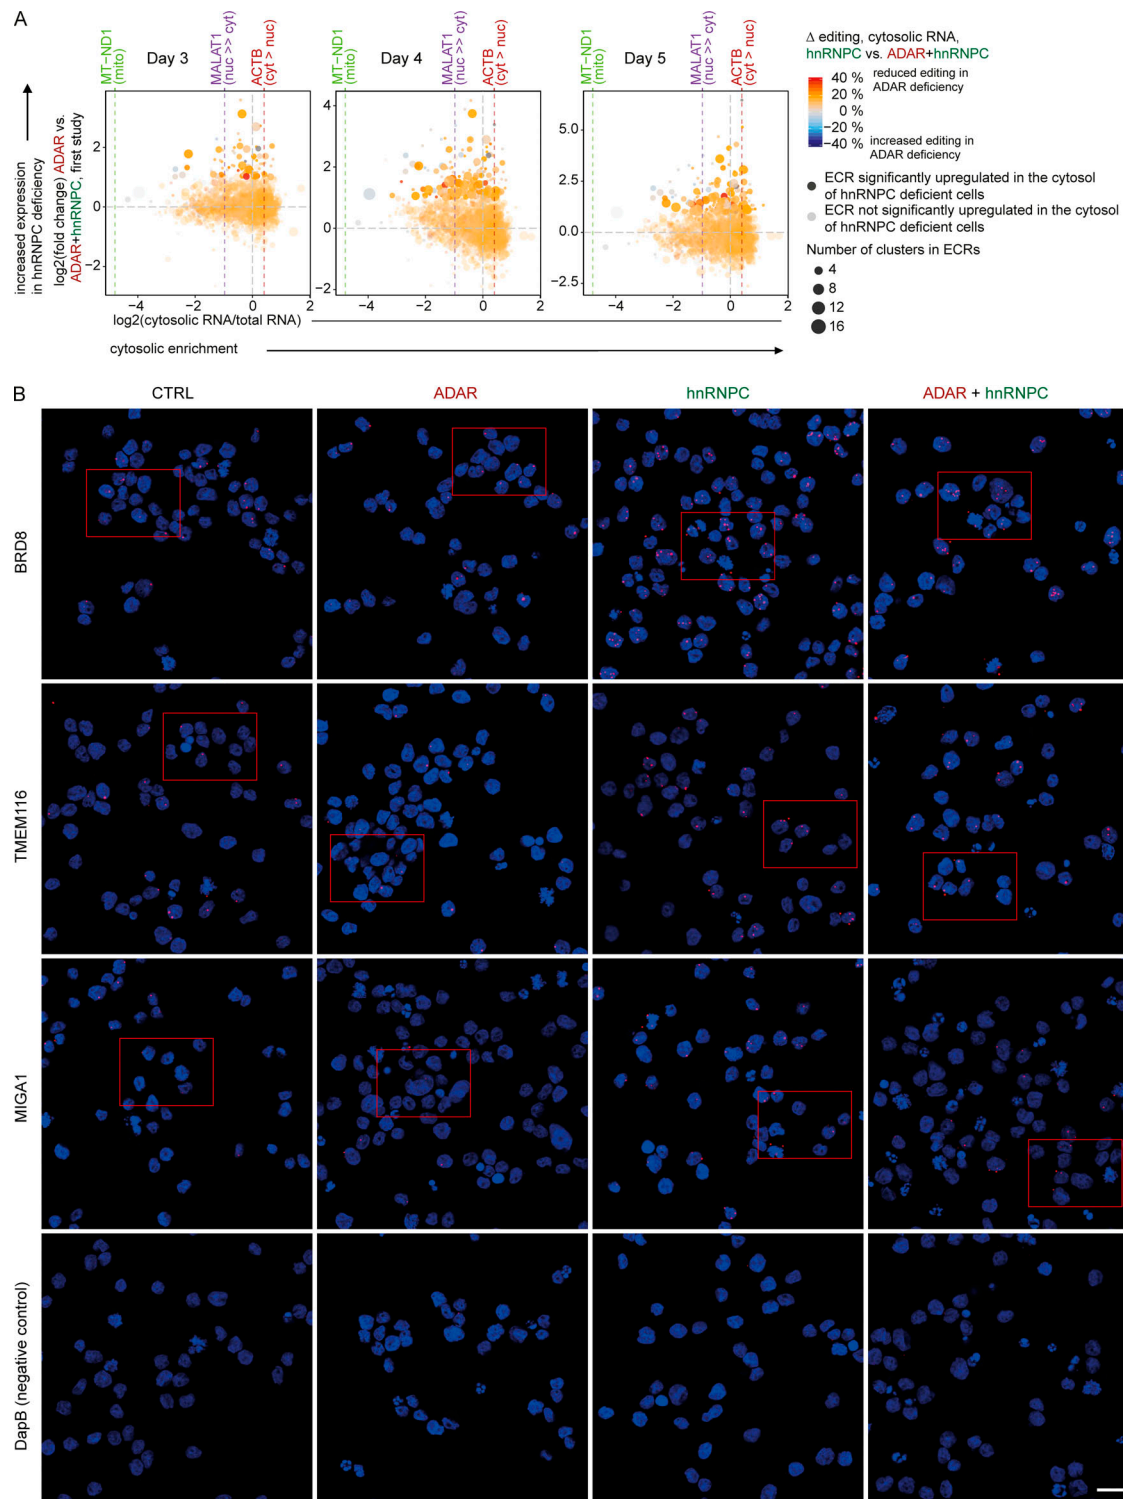 A
MT−ND1
(mito)
Day 3
MALAT1
(nuc >> cyt)
ACTB
(cyt > nuc)
MT−ND1
(mito)
Day 4
MALAT1
(nuc >> cyt)
ACTB
(cyt > nuc)
MT−ND1
(mito)
Day 5
MALAT1
(nuc >> cyt)
ACTB
(cyt > nuc)
increased expression
in hnRNPC deficiency
log2(fold change) ADAR vs.
ADAR+hnRNPC, first study
2
0
−2
4
2
0
−2
5.0
2.5
0.0
−2.5
−4 −2 0 2
−4 −2 0 2
−4 −2 0 2
log2(cytosolic RNA/total RNA)
cytosolic enrichment
Δ editing, cytosolic RNA,
hnRNPC vs. ADAR+hnRNPC
40 %
20 %
0 %
−20 %
−40 %
reduced editing in
ADAR deficiency
increased editing in
ADAR deficiency
ECR significantly upregulated in the cytosol
of hnRNPC deficient cells
ECR not significantly upregulated in the cytosol
of hnRNPC deficient cells
Number of clusters in ECRs
4
8
12
16
B
CTRL
ADAR
hnRNPC
ADAR + hnRNPC
BRD8
TMEM116
MIGA1
DapB (negative control)